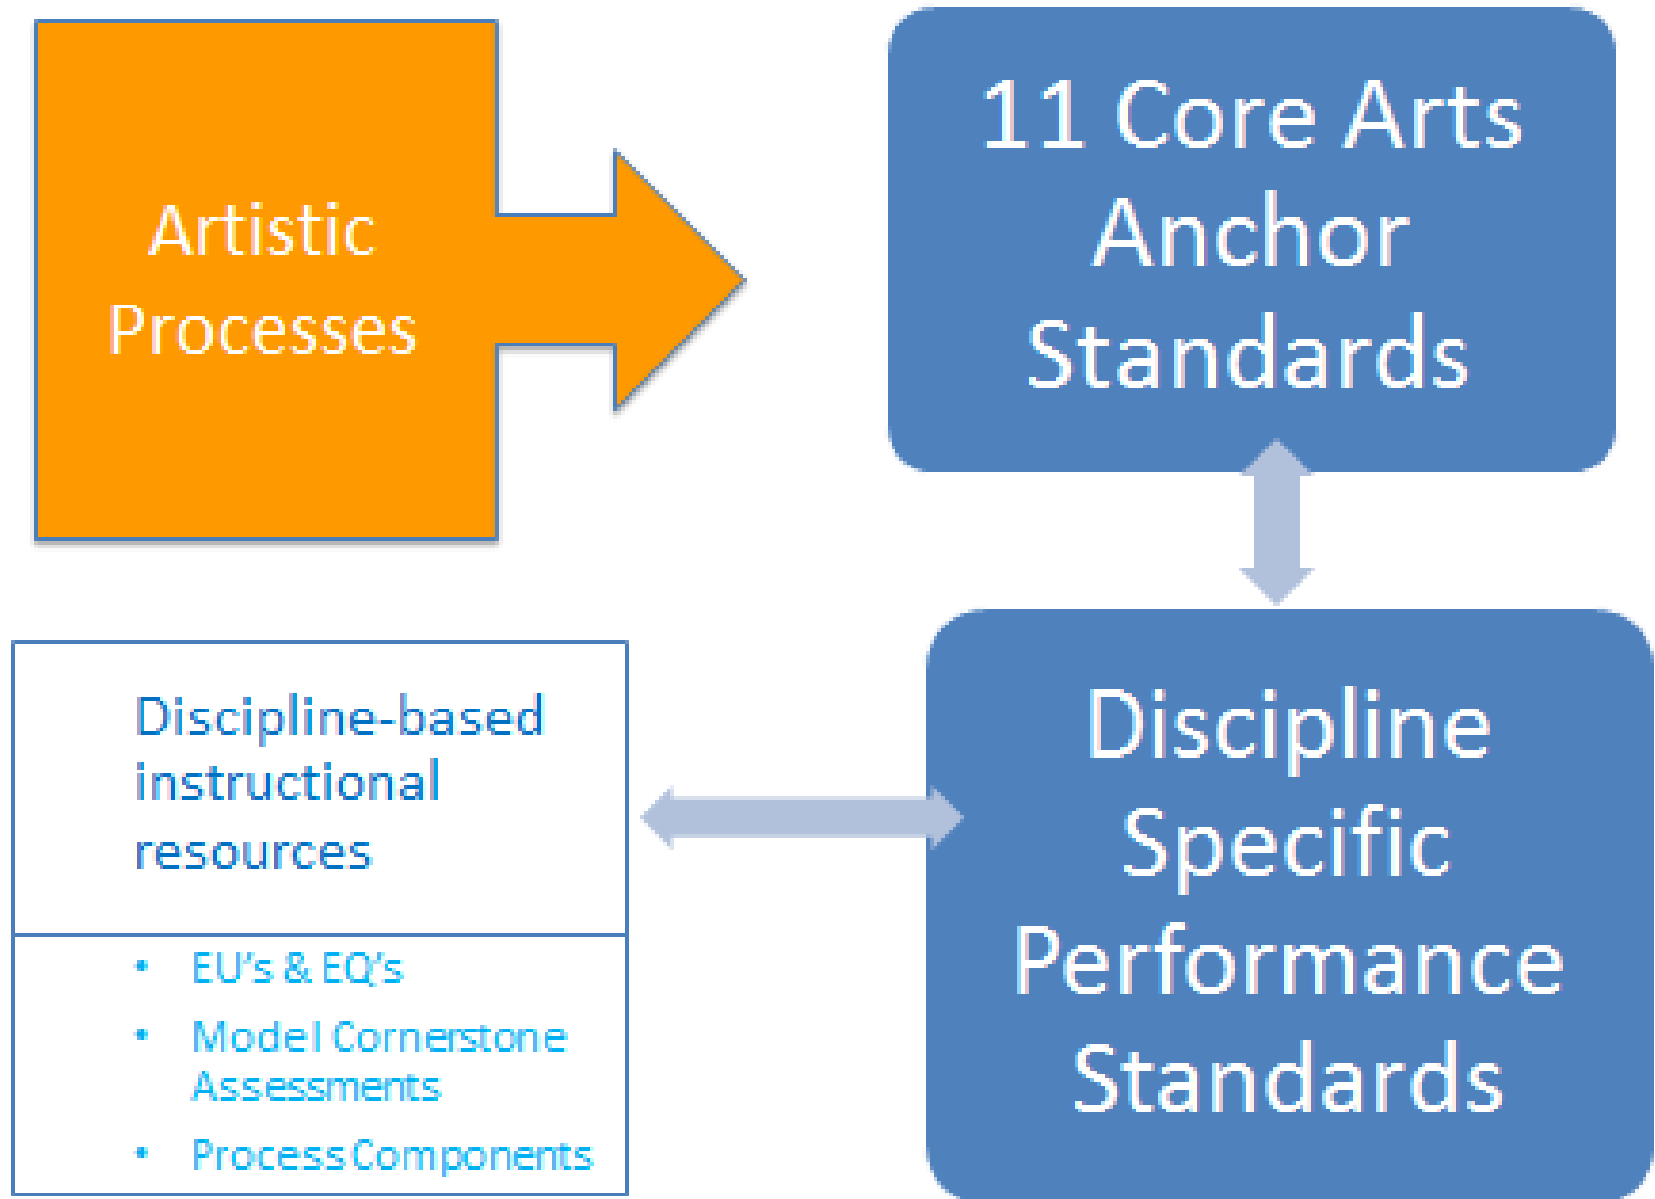 Artistic
Processes
11 Core Arts
Anchor
Standards
Discipline-based
instructional
resources
• EU's & EQ's
• Model Cornerstone
Assessments
• Process Components
Discipline
Specific
Performance
Standards